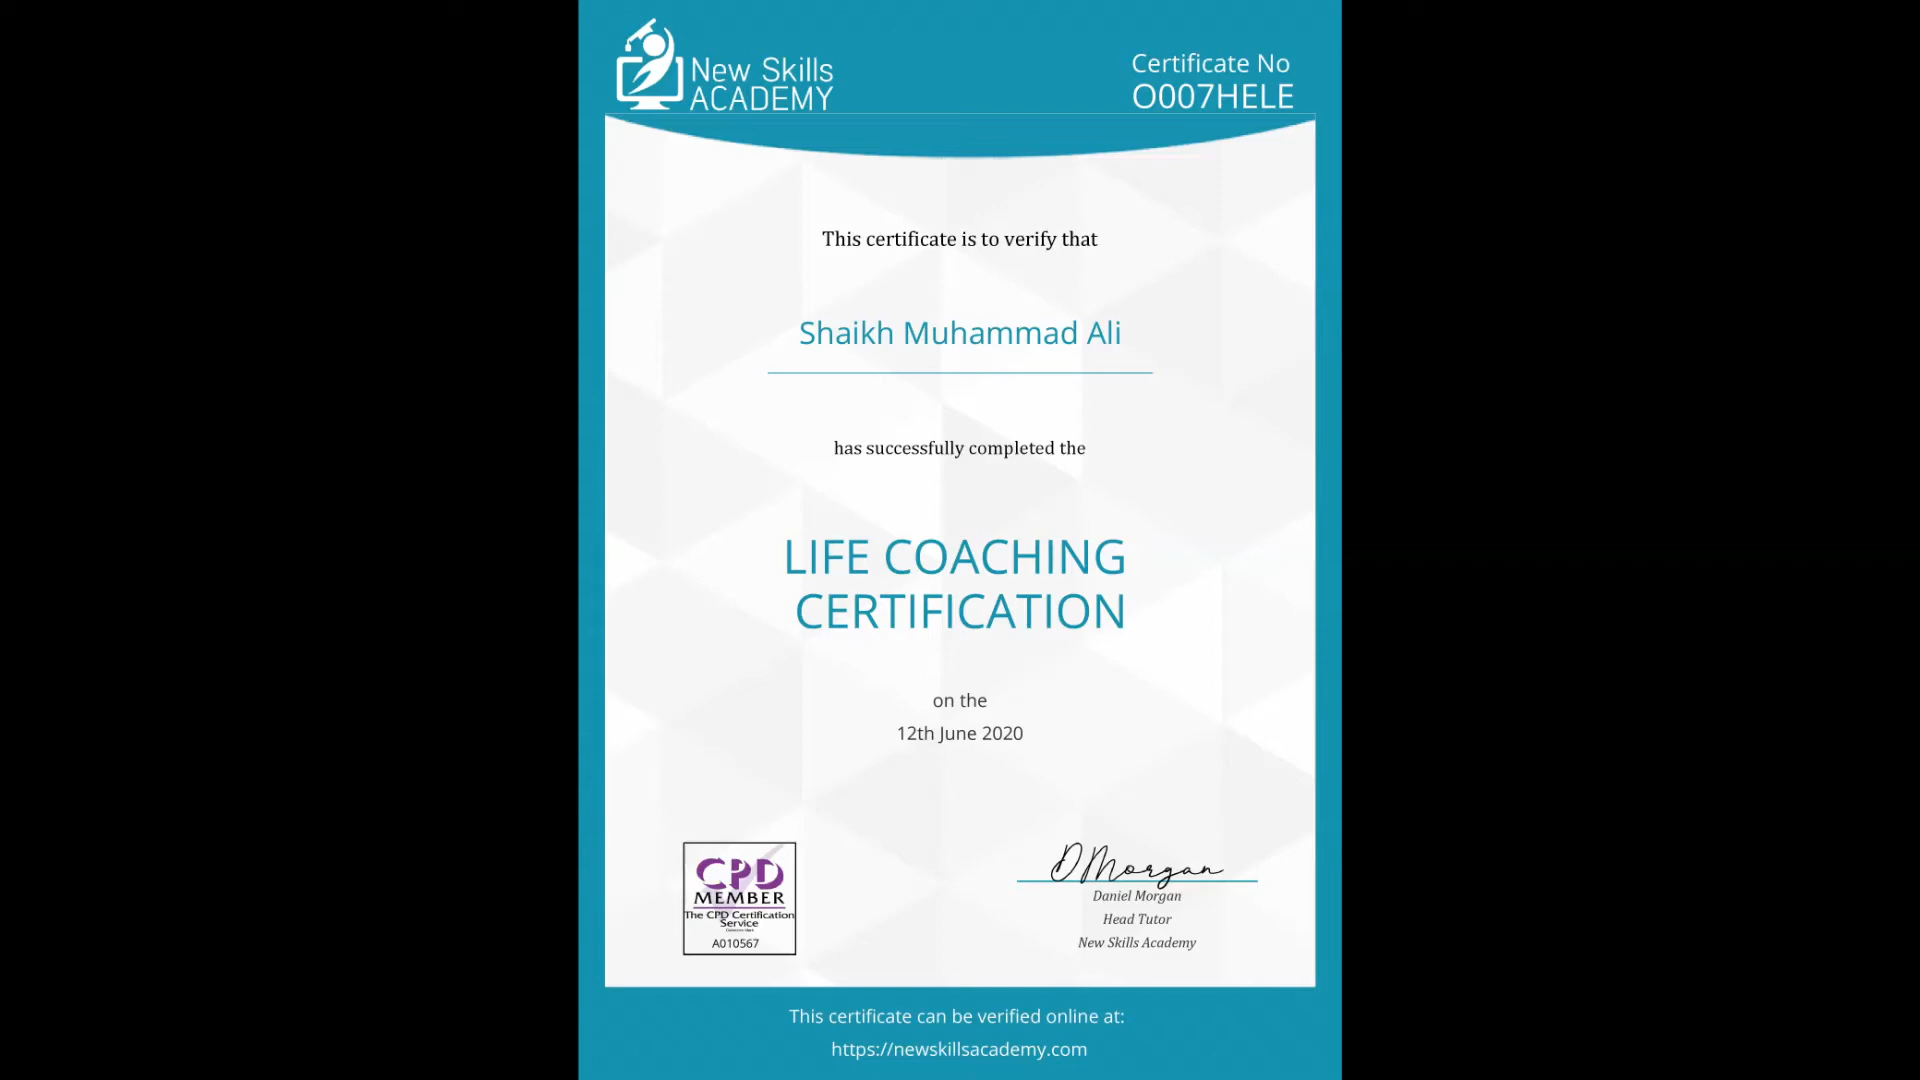 New Skills
ACADEMY
Certificate No
O007HELE
This certificate is to verify that
Shaikh Muhammad Ali
has successfully completed the
LIFE COACHING
CERTIFICATION
on the
12th June 2020
CPD
MEMBER
The CPD Certification
Service
A010567
DMorgan
Daniel Morgan
Head Tutor
New Skills Academy
This certificate can be verified online at:
https://newskillsacademy.com